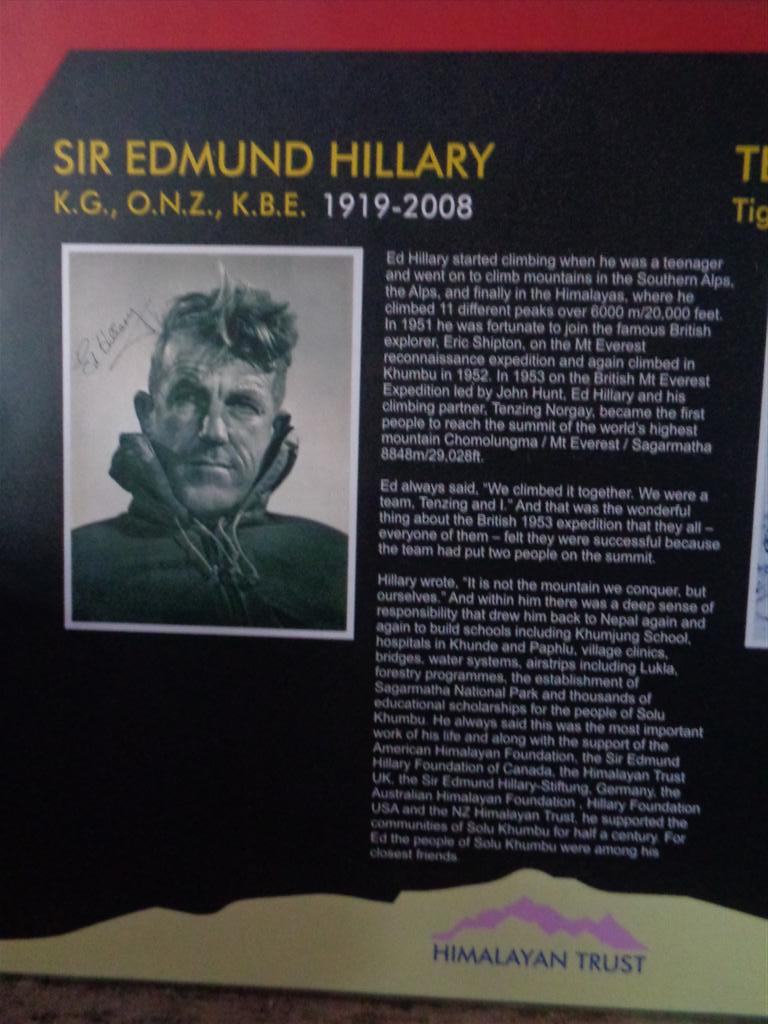 SIR EDMUND HILLARY
K.G., O.N.Z., K.B.E. 1919-2008
Ed Hillary
Ed Hillary started climbing when he was a teenager
and went on to climb mountains in the Southern Alps,
the Alps, and finally in the Himalayas, where he
climbed 11 different peaks over 6000 m/20,000 feet.
In 1951 he was fortunate to join the famous British
explorer, Eric Shipton, on the Mt Everest
reconnaissance expedition and again climbed in
Khumbu in 1952. In 1953 on the British Mt Everest
Expedition led by John Hunt, Ed Hillary and his
climbing partner, Tenzing Norgay, became the first
people to reach the summit of the world's highest
mountain Chomolungma / Mt Everest / Sagarmatha
8848m/29,028ft.
Ed always said, "We climbed it together. We were a
team, Tenzing and I." And that was the wonderful
thing about the British 1953 expedition that they all –
everyone of them – felt they were successful because
the team had put two people on the summit.
Hillary wrote, "It is not the mountain we conquer, but
ourselves." And within him there was a deep sense of
responsibility that drew him back to Nepal again and
again to build schools including Khumjung School,
hospitals in Khunde and Paphlu, village clinics,
bridges, water systems, airstrips including Lukla,
forestry programmes, the establishment of
Sagarmatha National Park and thousands of
educational scholarships for the people of Solu
Khumbu. He always said this was the most important
work of his life and along with the support of the
American Himalayan Foundation, the Sir Edmund
Hillary Foundation of Canada, the Himalayan Trust
UK, the Sir Edmund Hillary-Stiftung, Germany, the
Australian Himalayan Foundation , Hillary Foundation
USA and the NZ Himalayan Trust, he supported the
communities of Solu Khumbu for half a century. For
Ed the people of Solu Khumbu were among his
closest friends.
TE
Tig
HIMALAYAN TRUST